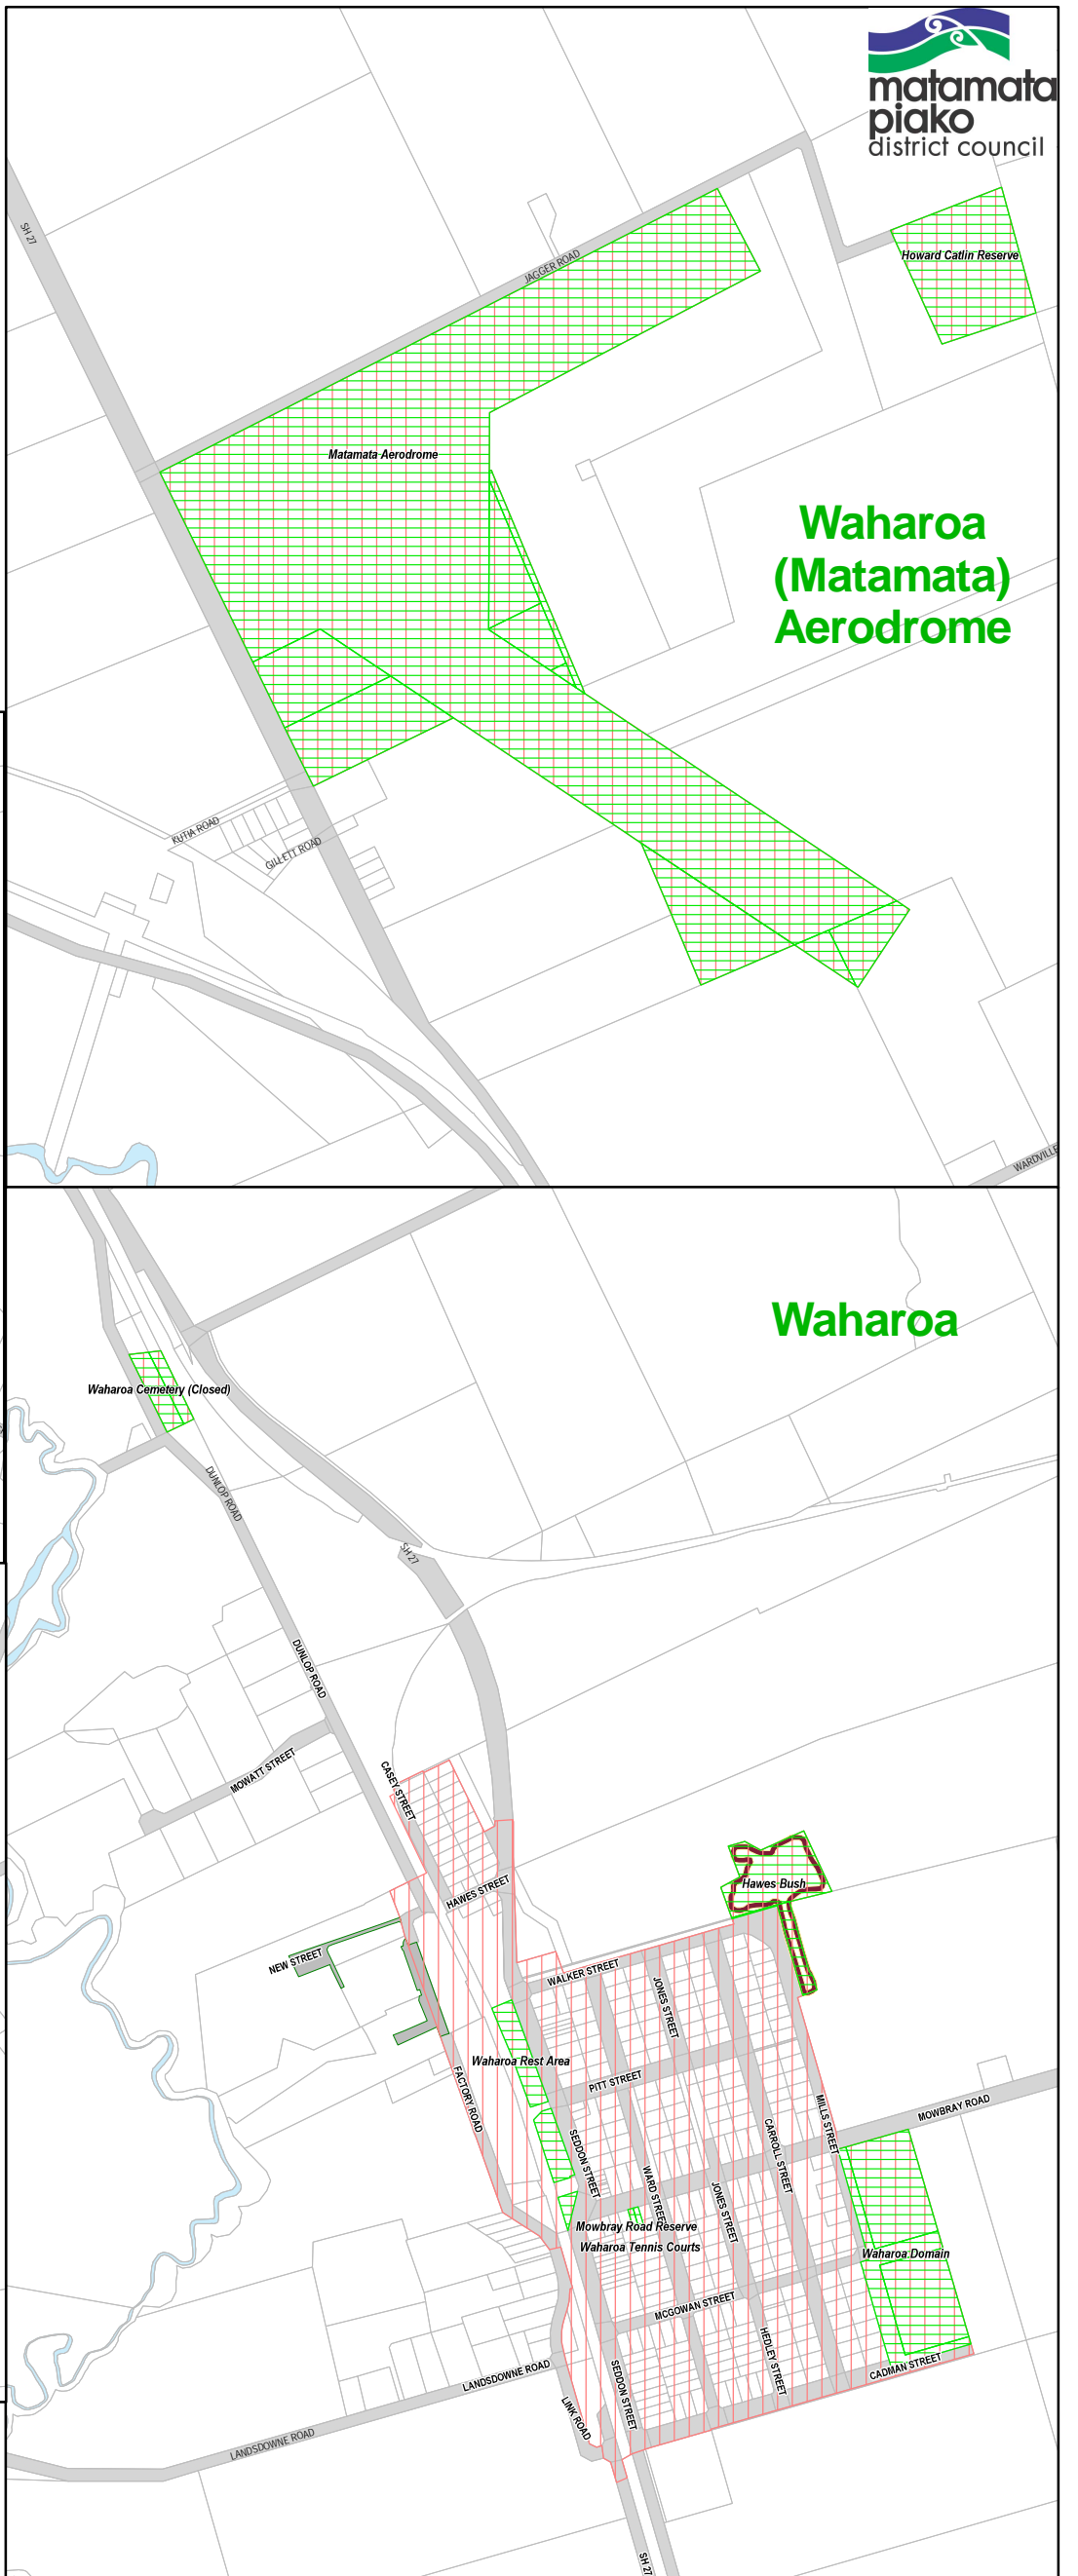 matamata
piako
district council
SH 27
JAGGER ROAD
Howard Catlin Reserve
Matamata Aerodrome
Waharoa
(Matamata)
Aerodrome
KUTIA ROAD
GILLETT ROAD
WARDVILLE
Waharoa
Waharoa Cemetery (Closed)
DUNLOP ROAD
SH 27
DUNLOP ROAD
MOWATT STREET
CASEY STREET
HAWES STREET
Hawes Bush
NEW STREET
WALKER STREET
JONES STREET
Waharoa Rest Area
PITT STREET
FACTORY ROAD
MILLS STREET
MOWBRAY ROAD
SEDDON STREET
CARROLL STREET
WARD STREET
JONES STREET
Mowbray Road Reserve
Waharoa Tennis Courts
Waharoa Domain
MCGOWAN STREET
HEDLEY STREET
CADMAN STREET
LANDSDOWNE ROAD
SEDDON STREET
LINK ROAD
LANDSDOWNE ROAD
SH 27